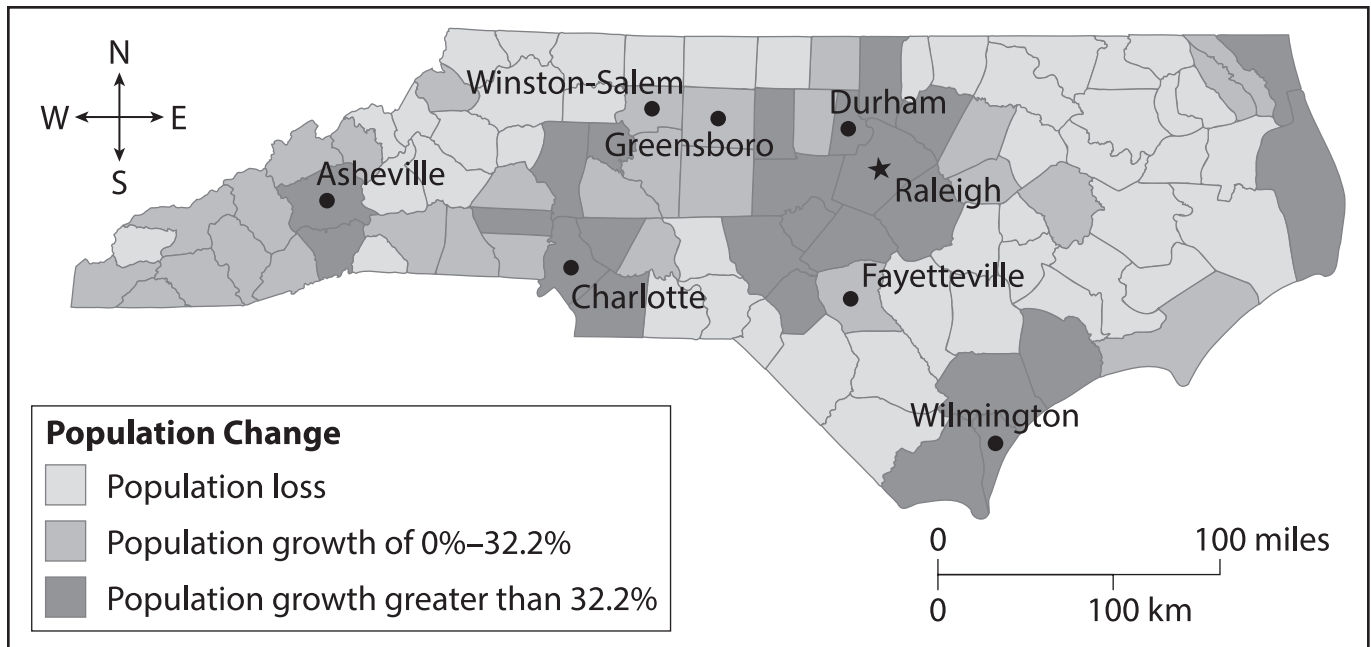 N
W E
S
Winston-Salem
Durham
Greensboro
Asheville
Raleigh
Fayetteville
Charlotte
Wilmington
Population Change
Population loss
Population growth of 0%–32.2%
Population growth greater than 32.2%
0 100 miles
0 100 km